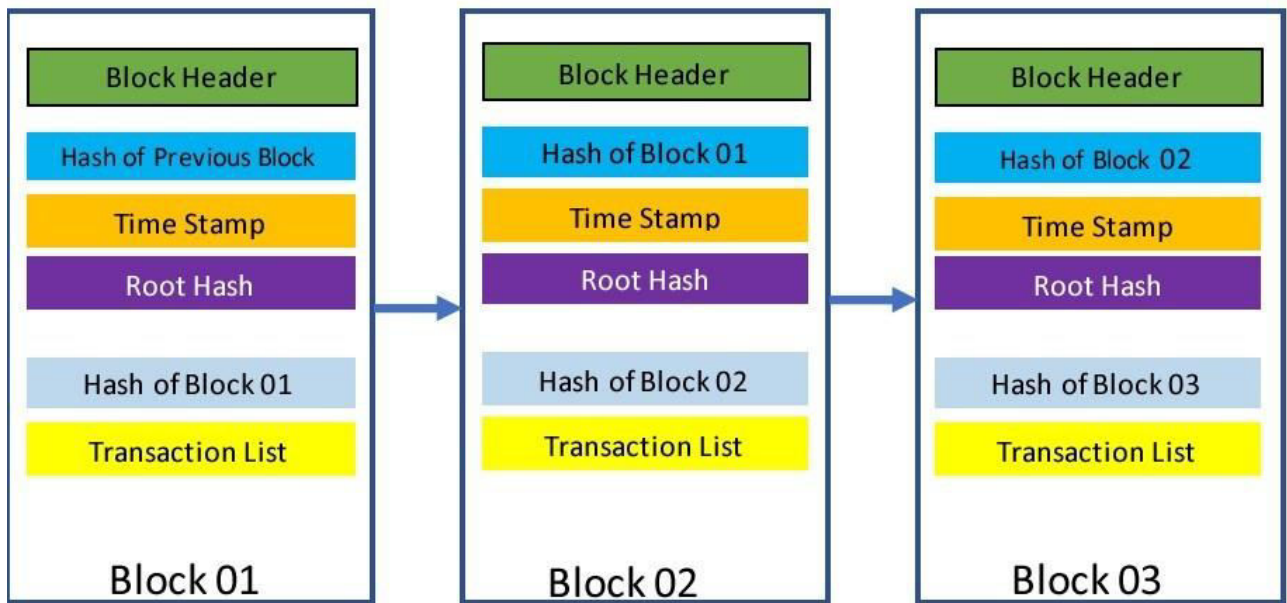 Block Header
Hash of Previous Block
Time Stamp
Root Hash
Hash of Block 01
Transaction List
Block 01
Block Header
Hash of Block 01
Time Stamp
Root Hash
Hash of Block 02
Transaction List
Block 02
Block Header
Hash of Block 02
Time Stamp
Root Hash
Hash of Block 03
Transaction List
Block 03